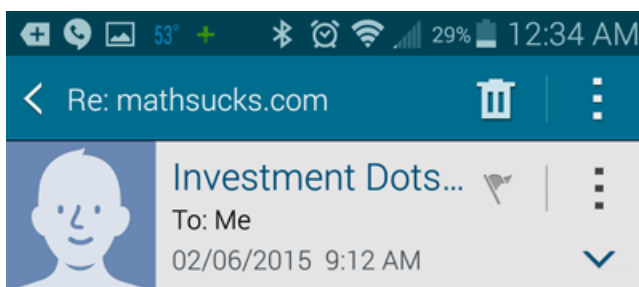 53° 29% 12:34 AM
Re: mathsucks.com
Investment Dots...
To: Me
02/06/2015 9:12 AM